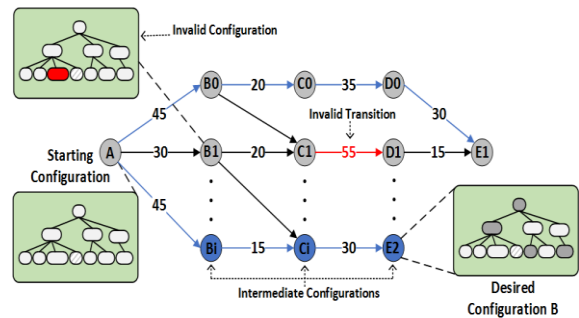 Invalid Configuration
B0 20 C0 35 D0
Invalid Transition
45 30
A 30 B1 20 C1 55 D1 15 E1
Starting
Configuration
45
Bi 15 Ci 30 E2
Intermediate Configurations
Desired
Configuration B